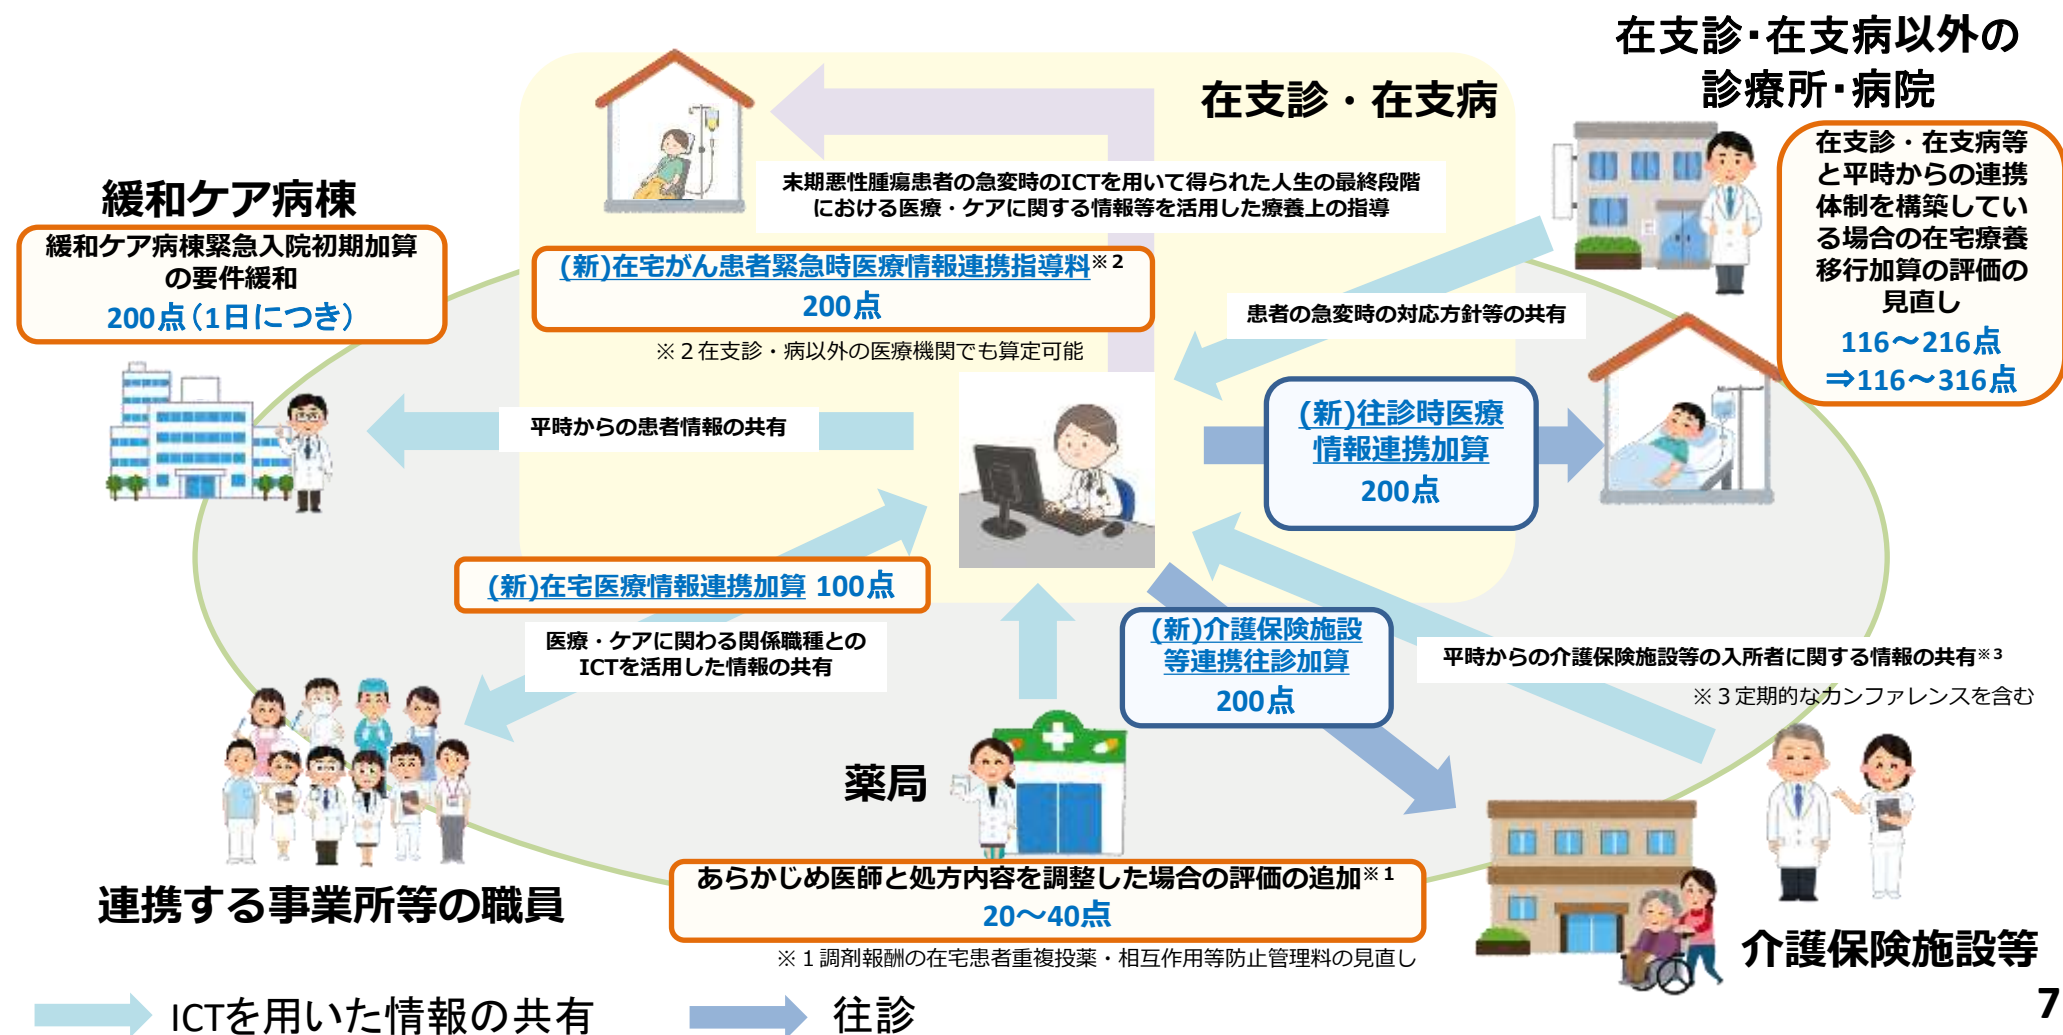 在支診・在支病以外の
診療所・病院
在支診・在支病
在支診・在支病等
と平時からの連携
体制を構築してい
る場合の在宅療養
移行加算の評価の
見直し
116～216点
⇒116～316点
末期悪性腫瘍患者の急変時のICTを用いて得られた人生の最終段階
における医療・ケアに関する情報等を活用した療養上の指導
緩和ケア病棟
緩和ケア病棟緊急入院初期加算
の要件緩和
200点（1日につき）
(新)在宅がん患者緊急時医療情報連携指導料※２
200点
※２在支診・病以外の医療機関でも算定可能
患者の急変時の対応方針等の共有
平時からの患者情報の共有
(新)往診時医療
情報連携加算
200点
(新)在宅医療情報連携加算 100点
医療・ケアに関わる関係職種との
ICTを活用した情報の共有
(新)介護保険施設
等連携往診加算
200点
平時からの介護保険施設等の入所者に関する情報の共有※３
※３定期的なカンファレンスを含む
薬局
連携する事業所等の職員
あらかじめ医師と処方内容を調整した場合の評価の追加※１
20～40点
※１調剤報酬の在宅患者重複投薬・相互作用等防止管理料の見直し
介護保険施設等
ICTを用いた情報の共有
往診
7